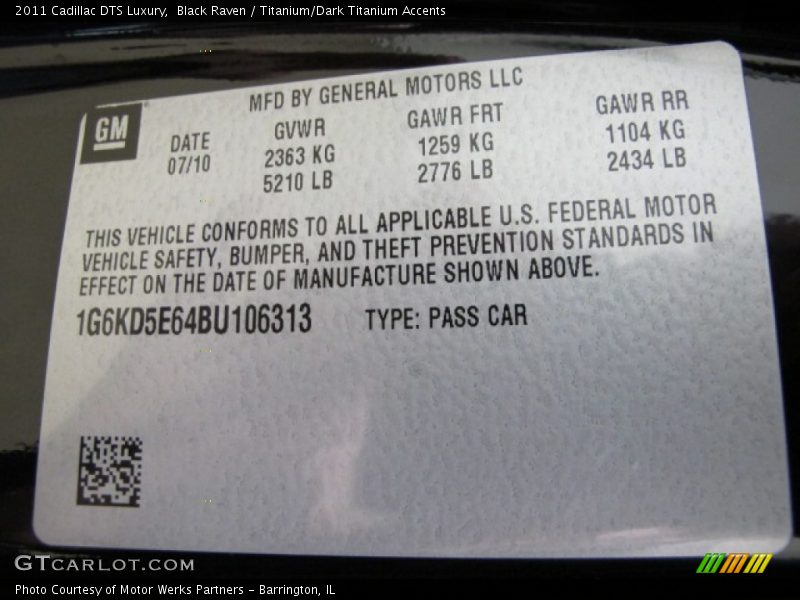 2011 Cadillac DTS Luxury,  Black Raven / Titanium/Dark Titanium Accents
MFD BY GENERAL MOTORS LLC
GM
DATE GVWR GAWR FRT GAWR RR
07/10 2363 KG 1259 KG 1104 KG
5210 LB 2776 LB 2434 LB
THIS VEHICLE CONFORMS TO ALL APPLICABLE U.S. FEDERAL MOTOR
VEHICLE SAFETY, BUMPER, AND THEFT PREVENTION STANDARDS IN
EFFECT ON THE DATE OF MANUFACTURE SHOWN ABOVE.
1G6KD5E64BU106313 TYPE: PASS CAR
GTCARLOT.COM
Photo Courtesy of Motor Werks Partners - Barrington, IL